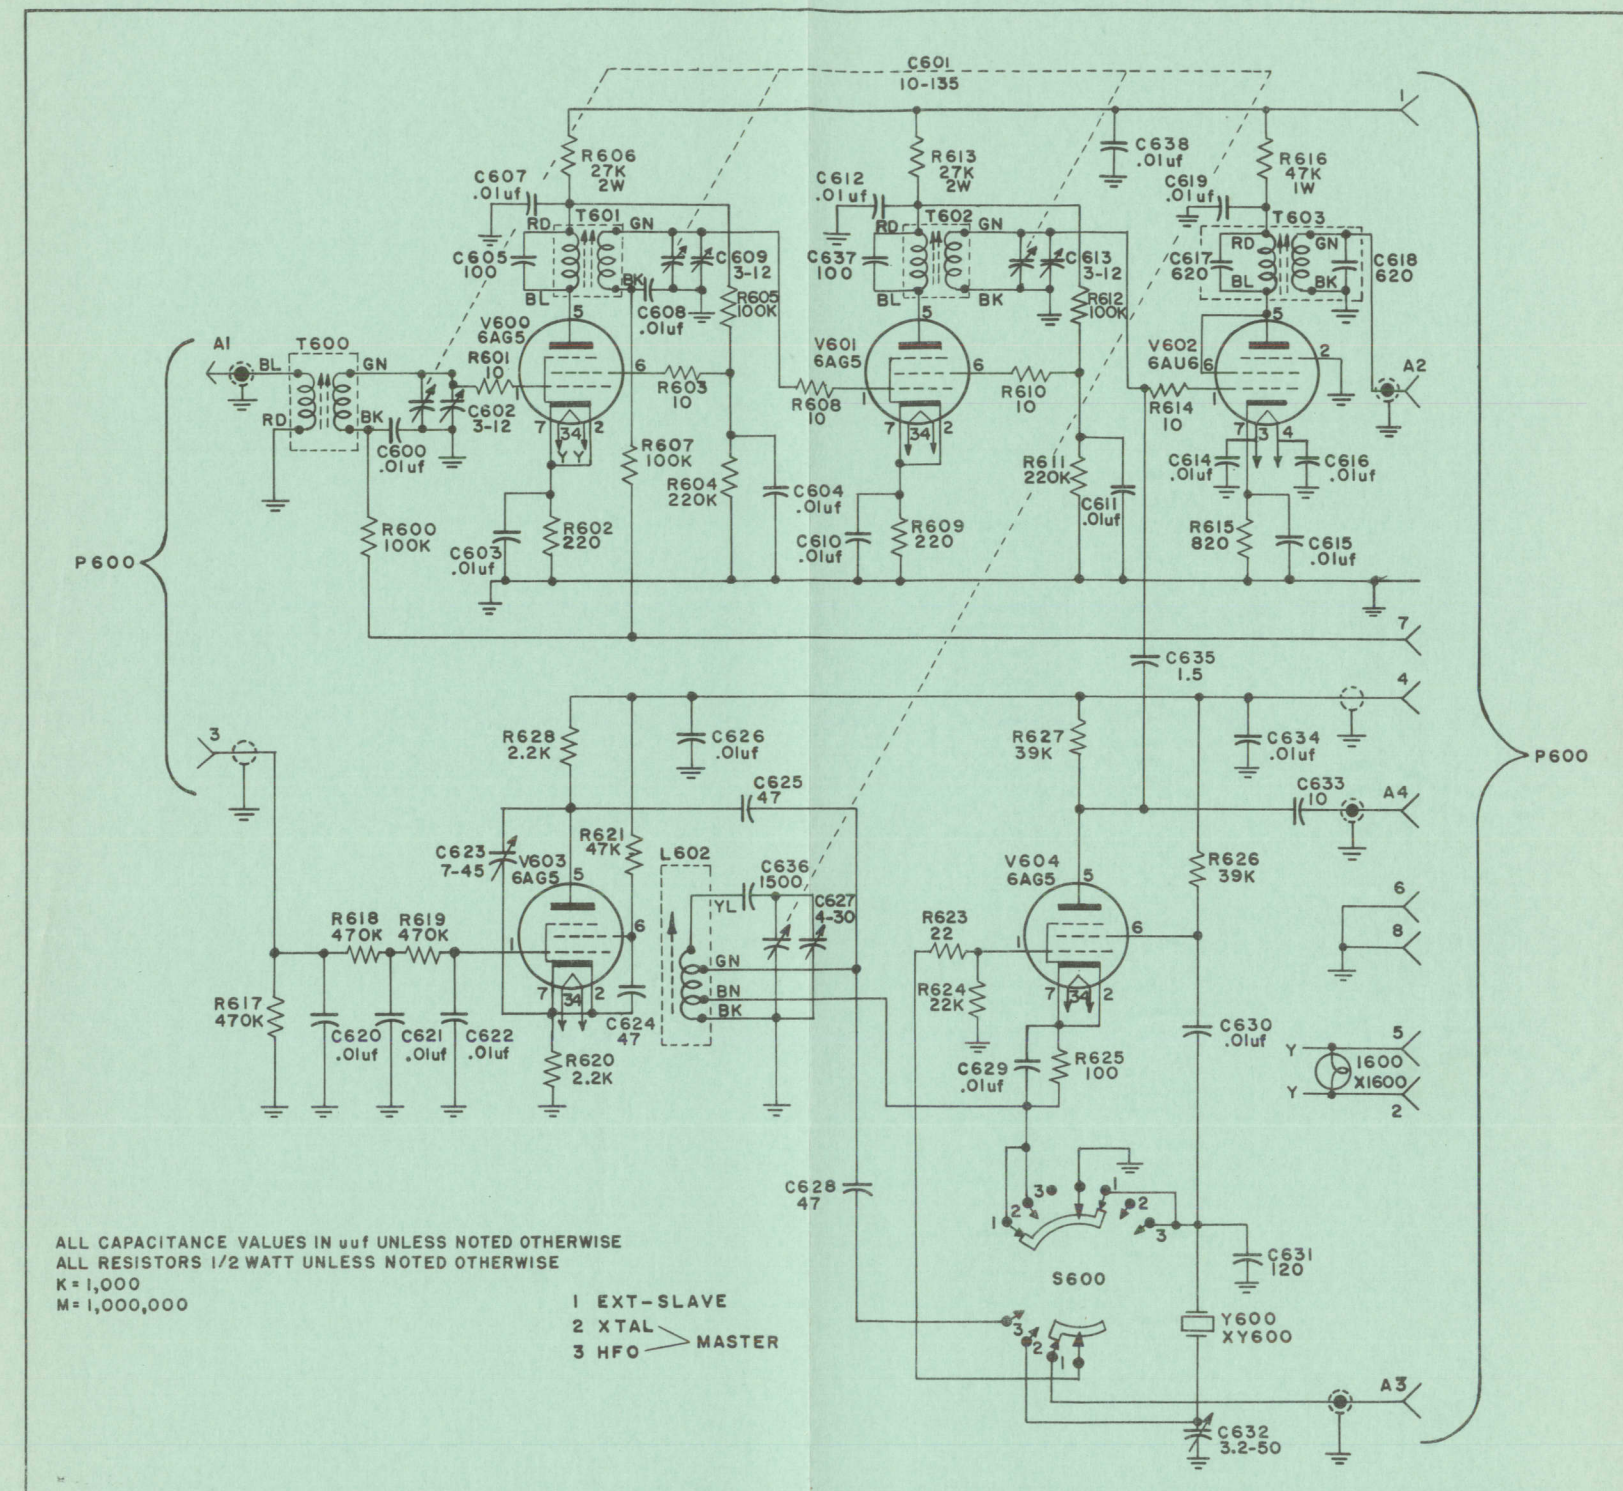 C601
10-135
1
R606
27K
2W
C607
.01uf
T601
RD
GN
C605
100
BL
BK
C609
3-12
C608
.01uf
R605
100K
R613
27K
2W
C612
.01uf
T602
RD
GN
C637
100
BL
BK
C613
3-12
R612
100K
C638
.01uf
R616
47K
1W
C619
.01uf
T603
RD
GN
C617
620
BL
BK
C618
620
A1
T600
BL
GN
RD
BK
C600
.01uf
C602
3-12
R601
10
V600
6AG5
5
1
6
7
34
2
Y Y
R603
10
R607
100K
R604
220K
C604
.01uf
R600
100K
C603
.01uf
R602
220
V601
6AG5
5
1
6
7
34
2
R608
10
R610
10
R611
220K
C611
.01uf
C610
.01uf
R609
220
V602
6AU6
5
6
2
1
7
3
4
R614
10
C614
.01uf
C616
.01uf
R615
820
C615
.01uf
A2
P600
7
C635
1.5
4
3
R628
2.2K
C626
.01uf
R627
39K
C634
.01uf
P600
C625
47
C633
10
A4
C623
7-45
V603
6AG5
5
1
6
7
34
2
R621
47K
L602
C636
1500
YL
C627
4-30
GN
BN
BK
V604
6AG5
5
1
6
7
34
2
R626
39K
R623
22
R624
22K
6
8
R618
470K
R619
470K
R617
470K
C620
.01uf
C621
.01uf
C622
.01uf
R620
2.2K
C624
47
C629
.01uf
R625
100
C630
.01uf
Y
5
I600
XI600
Y
2
C628
47
1
2
3
1
2
3
S600
C631
120
3
2
1
Y600
XY600
A3
C632
3.2-50
ALL CAPACITANCE VALUES IN uuf UNLESS NOTED OTHERWISE
ALL RESISTORS 1/2 WATT UNLESS NOTED OTHERWISE
K = 1,000
M = 1,000,000
1 EXT-SLAVE
2 XTAL
3 HFO
MASTER